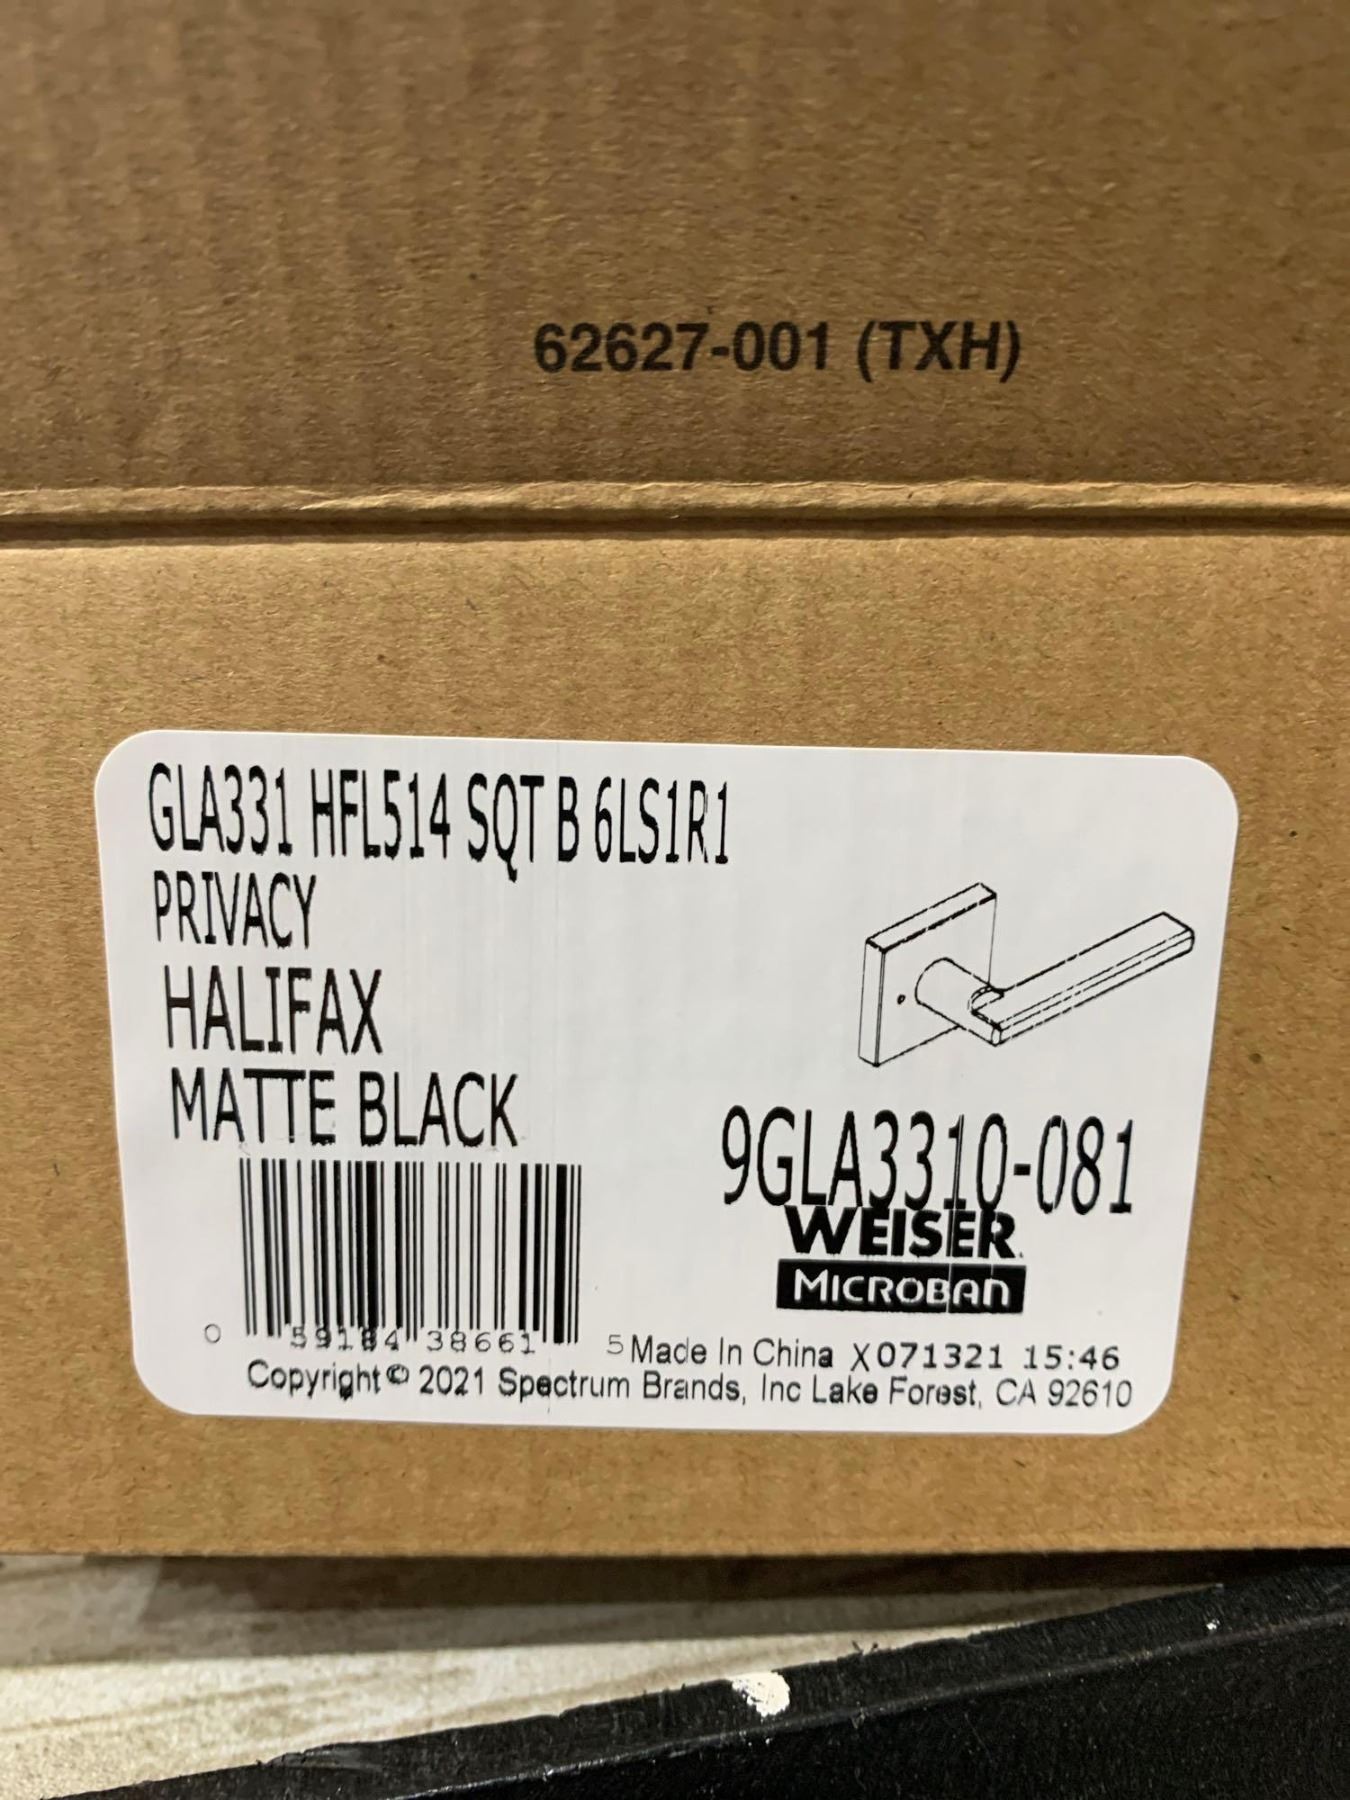 62627-001 (TXH)
GLA331 HFL514 SQT B 6LS1R1
PRIVACY
HALIFAX
MATTE BLACK
9GLA3310-081
WEISER.
MICROBAN
0 59184 38661 5 Made In China X071321 15:46
Copyright © 2021 Spectrum Brands, Inc Lake Forest, CA 92610